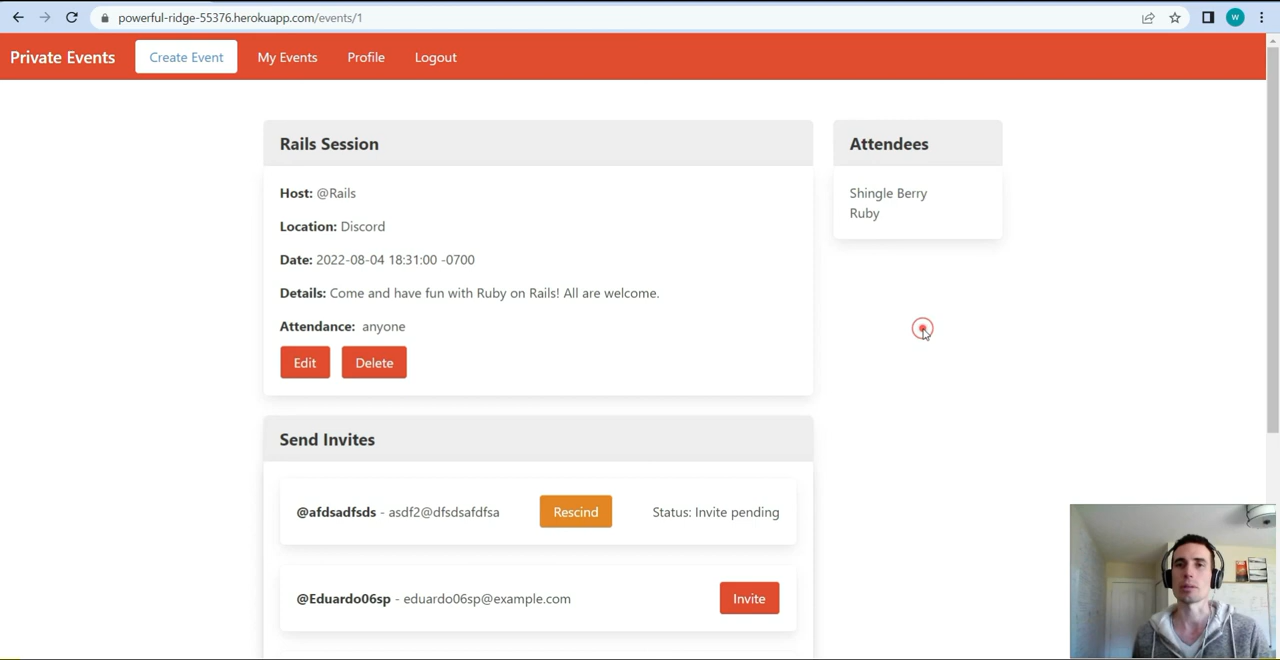 powerful-ridge-55376.herokuapp.com/events/1
W
Private Events Create Event My Events Profile Logout
Rails Session
Host: @Rails
Location: Discord
Date: 2022-08-04 18:31:00 -0700
Details: Come and have fun with Ruby on Rails! All are welcome.
Attendance: anyone
Edit Delete
Attendees
Shingle Berry
Ruby
Send Invites
@afdsadfsds - asdf2@dfsdsafdfsa Rescind Status: Invite pending
@Eduardo06sp - eduardo06sp@example.com Invite